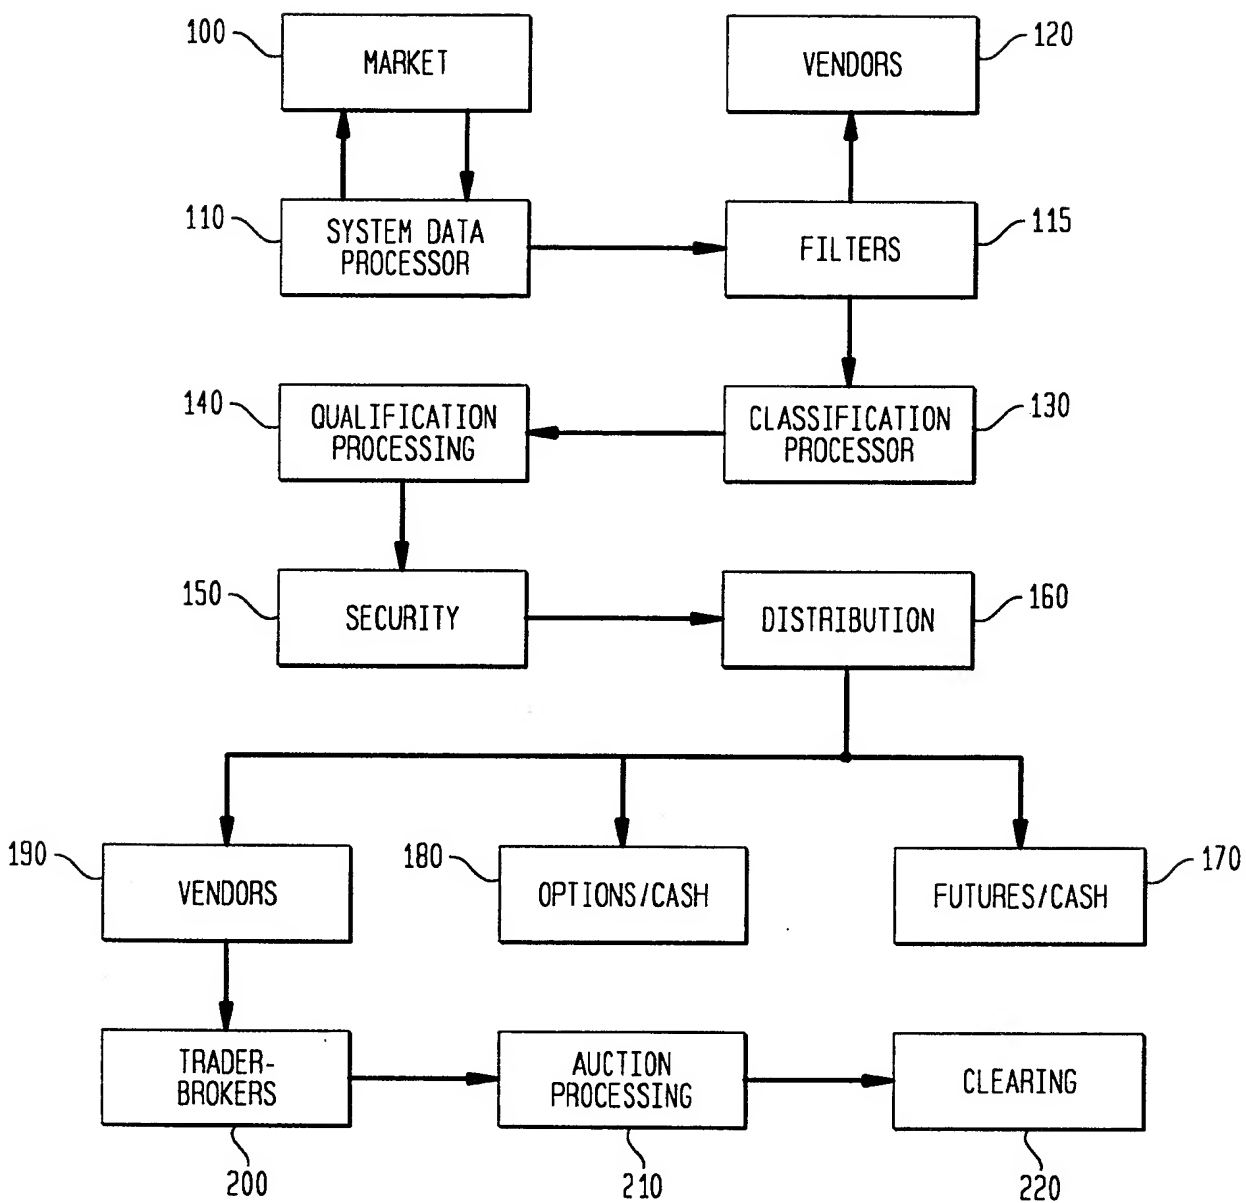 100
MARKET
VENDORS
120
110
SYSTEM DATA
PROCESSOR
FILTERS
115
140
QUALIFICATION
PROCESSING
CLASSIFICATION
PROCESSOR
130
150
SECURITY
DISTRIBUTION
160
190
VENDORS
180
OPTIONS/CASH
FUTURES/CASH
170
TRADER-
BROKERS
AUCTION
PROCESSING
CLEARING
200
210
220